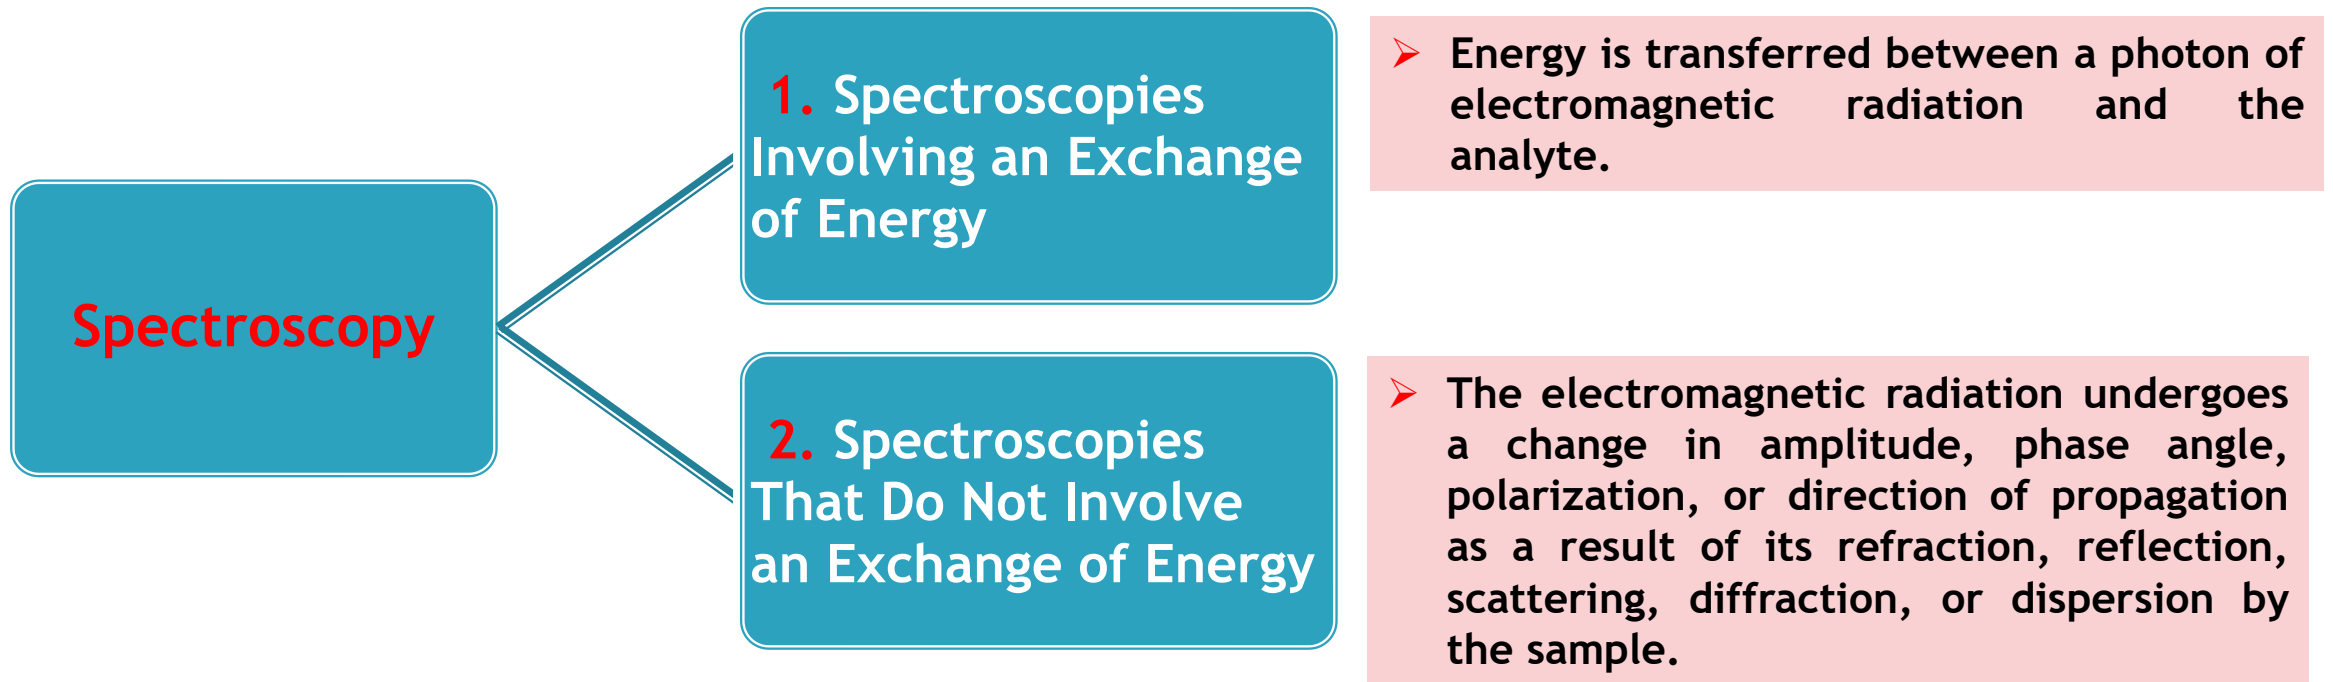 Spectroscopy
1. Spectroscopies
Involving an Exchange
of Energy
Energy is transferred between a photon of
electromagnetic radiation and the
analyte.
2. Spectroscopies
That Do Not Involve
an Exchange of Energy
The electromagnetic radiation undergoes
a change in amplitude, phase angle,
polarization, or direction of propagation
as a result of its refraction, reflection,
scattering, diffraction, or dispersion by
the sample.